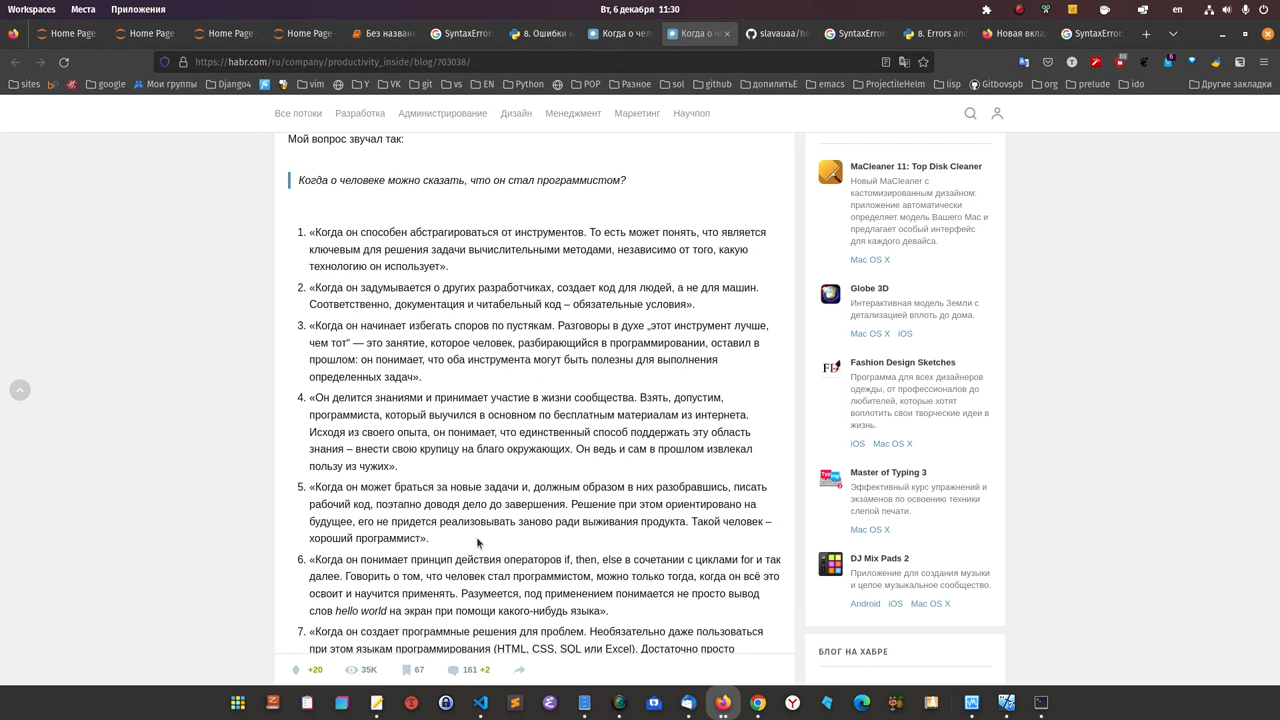 Workspaces Места Приложения Вт, 6 декабря 11:30
Home Page Home Page Home Page Home Page Без названи SyntaxError 8. Ошибки и Когда о чел Когда о че slavauaa/ho SyntaxError 8. Errors and Новая вкла SyntaxError
https://habr.com/ru/company/productivity_inside/blog/703038/
88
6
sites google Мои группы Django4 vim git vs EN Python POP Разное sol github допилитьЕ ProjectileHelm vsp Gitbovspb org prelude ido Другие закладки
Все потоки Разработка Администрирование Дизайн Менеджмент Маркетинг Научпоп
Мой вопрос звучал так:
Когда о человеке можно сказать, что он стал программистом?
1. «Когда он способен абстрагироваться от инструментов. То есть может понять, что является
ключевым для решения задачи вычислительными методами, независимо от того, какую
технологию он использует».
2. «Когда он задумывается о других разработчиках, создает код для людей, а не для машин.
Соответственно, документация и читабельный код – обязательные условия».
3. «Когда он начинает избегать споров по пустякам. Разговоры в духе „этот инструмент лучше,
чем тот“ — это занятие, которое человек, разбирающийся в программировании, оставил в
прошлом: он понимает, что оба инструмента могут быть полезны для выполнения
определенных задач».
4. «Он делится знаниями и принимает участие в жизни сообщества. Взять, допустим,
программиста, который выучился в основном по бесплатным материалам из интернета.
Исходя из своего опыта, он понимает, что единственный способ поддержать эту область
знания – внести свою крупицу на благо окружающих. Он ведь и сам в прошлом извлекал
пользу из чужих».
5. «Когда он может браться за новые задачи и, должным образом в них разобравшись, писать
рабочий код, поэтапно доводя дело до завершения. Решение при этом ориентировано на
будущее, его не придется реализовывать заново ради выживания продукта. Такой человек –
хороший программист».
6. «Когда он понимает принцип действия операторов if, then, else в сочетании с циклами for и так
далее. Говорить о том, что человек стал программистом, можно только тогда, когда он всё это
освоит и научится применять. Разумеется, под применением понимается не просто вывод
слов hello world на экран при помощи какого-нибудь языка».
7. «Когда он создает программные решения для проблем. Необязательно даже пользоваться
при этом языкам программирования (HTML, CSS, SQL или Excel). Достаточно просто
+20 35K 67 161 +2
MaCleaner 11: Top Disk Cleaner
Новый MaCleaner с
кастомизированным дизайном:
приложение автоматически
определяет модель Вашего Mac и
предлагает особый интерфейс
для каждого девайса.
Mac OS X
Globe 3D
Интерактивная модель Земли с
детализацией вплоть до дома.
Mac OS X iOS
Fashion Design Sketches
Программа для всех дизайнеров
одежды, от профессионалов до
любителей, которые хотят
воплотить свои творческие идеи в
жизнь.
iOS Mac OS X
Master of Typing 3
Эффективный курс упражнений и
экзаменов по освоению техники
слепой печати.
Mac OS X
DJ Mix Pads 2
Приложение для создания музыки
и целое музыкальное сообщество.
Android iOS Mac OS X
БЛОГ НА ХАБРЕ